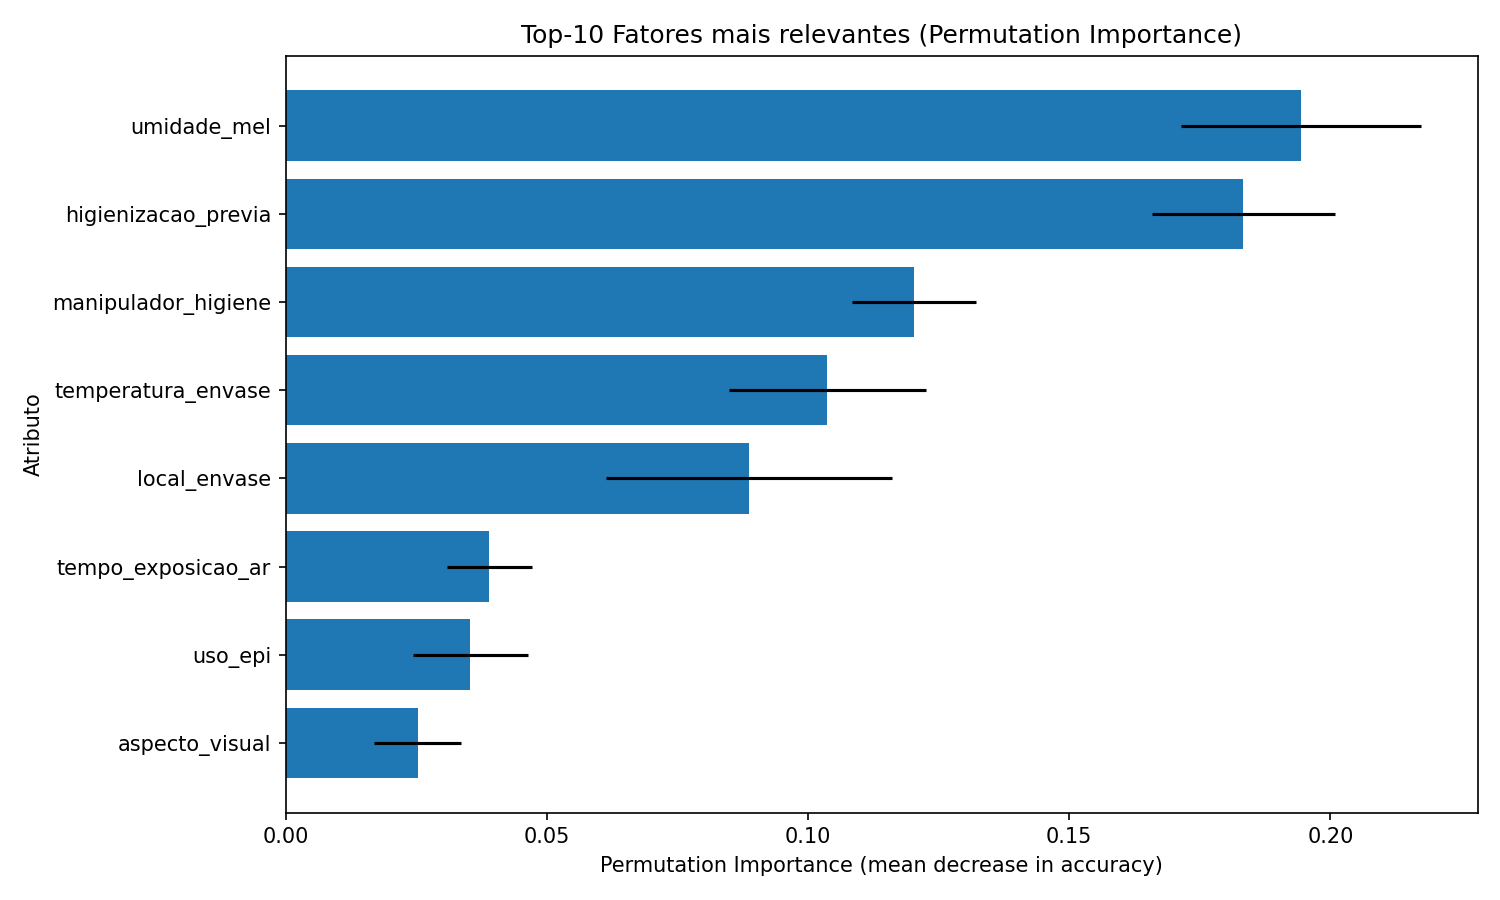 Top-10 Fatores mais relevantes (Permutation Importance)
umidade_mel
higienizacao_previa
manipulador_higiene
temperatura_envase
local_envase
tempo_exposicao_ar
uso_epi
aspecto_visual
Atributo
0.00 0.05 0.10 0.15 0.20
Permutation Importance (mean decrease in accuracy)